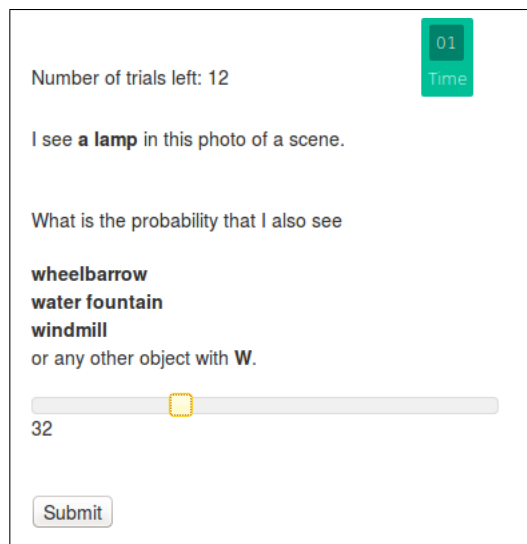 01
Time
Number of trials left: 12
I see a lamp in this photo of a scene.
What is the probability that I also see
wheelbarrow
water fountain
windmill
or any other object with W.
32
Submit